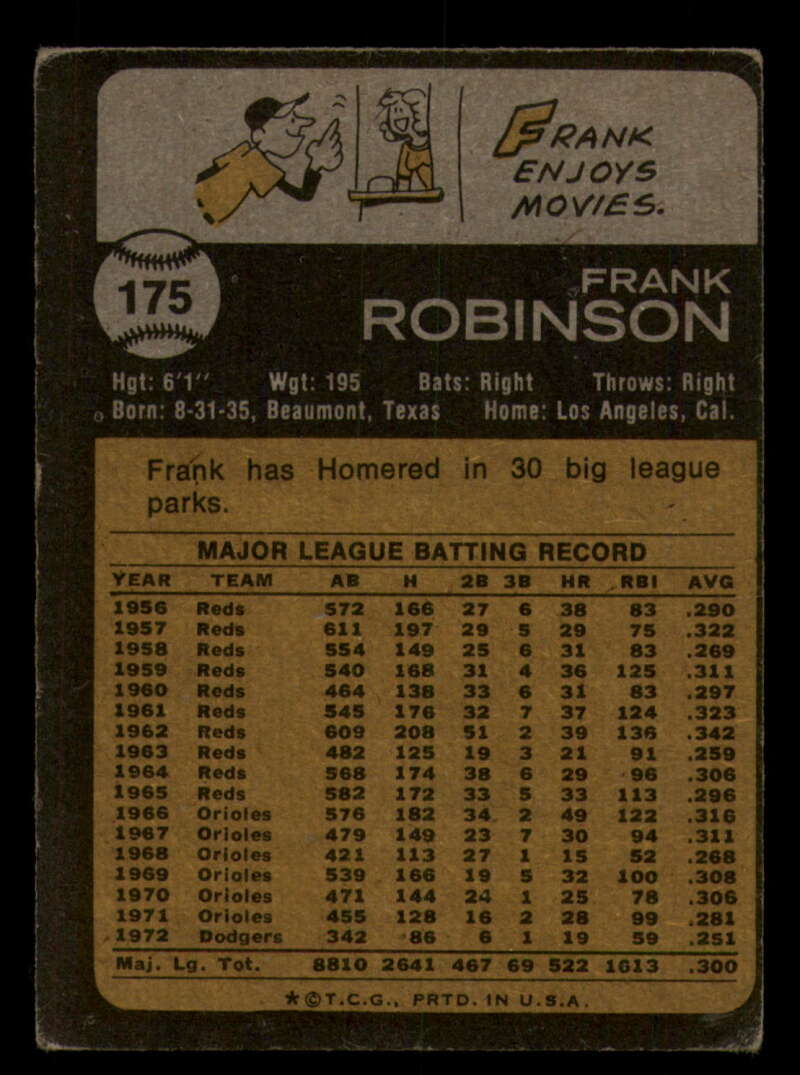 FRANK
ENJOYS
MOVIES.
175
FRANK
ROBINSON
Hgt: 6'1" Wgt: 195 Bats: Right Throws: Right
Born: 8-31-35, Beaumont, Texas Home: Los Angeles, Cal.
Frank has Homered in 30 big league
parks.
MAJOR LEAGUE BATTING RECORD
YEAR TEAM AB H 2B 3B HR RBI AVG
1956 Reds 572 166 27 6 38 83 .290
1957 Reds 611 197 29 5 29 75 .322
1958 Reds 554 149 25 6 31 83 .269
1959 Reds 540 168 31 4 36 125 .311
1960 Reds 464 138 33 6 31 83 .297
1961 Reds 545 176 32 7 37 124 .323
1962 Reds 609 208 51 2 39 136 .342
1963 Reds 482 125 19 3 21 91 .259
1964 Reds 568 174 38 6 29 96 .306
1965 Reds 582 172 33 5 33 113 .296
1966 Orioles 576 182 34 2 49 122 .316
1967 Orioles 479 149 23 7 30 94 .311
1968 Orioles 421 113 27 1 15 52 .268
1969 Orioles 539 166 19 5 32 100 .308
1970 Orioles 471 144 24 1 25 78 .306
1971 Orioles 455 128 16 2 28 99 .281
1972 Dodgers 342 86 6 1 19 59 .251
Maj. Lg. Tot. 8810 2641 467 69 522 1613 .300
*©T.C.G., PRTD. IN U.S.A.